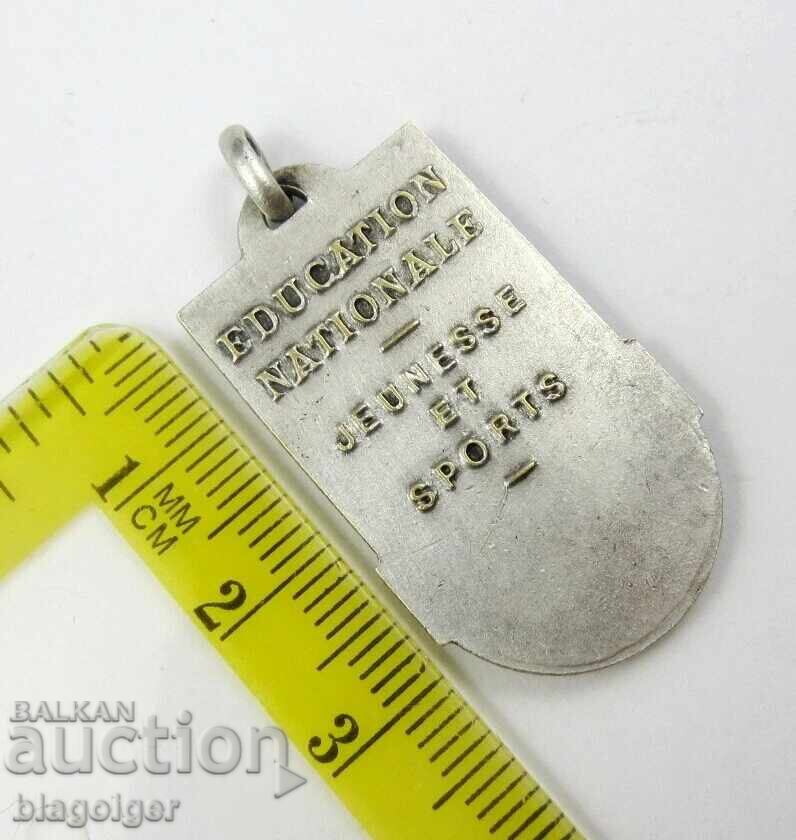 EDUCATION
NATIONALE
—
JEUNESSE
ET
SPORTS
—
1 MM
CM
2
3
BALKAN
auction
blagoiger